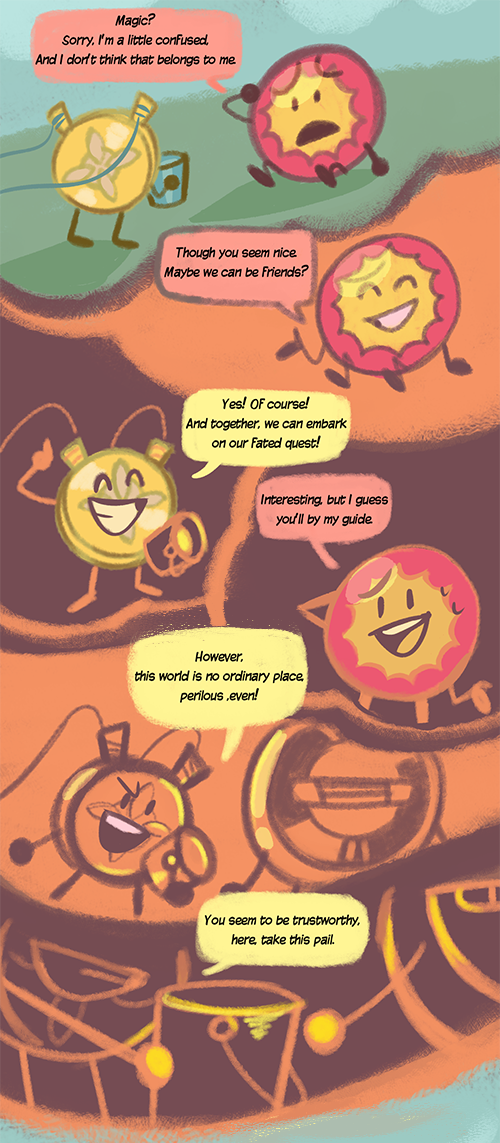 Magic?
Sorry, I'm a little confused,
And I don't think that belongs to me.
Though you seem nice.
Maybe we can be friends?
Yes! Of course!
And together, we can embark
on our fated quest!
Interesting, but I guess
you'll by my guide.
However,
this world is no ordinary place,
perilous ,even!
You seem to be trustworthy,
here, take this pail.